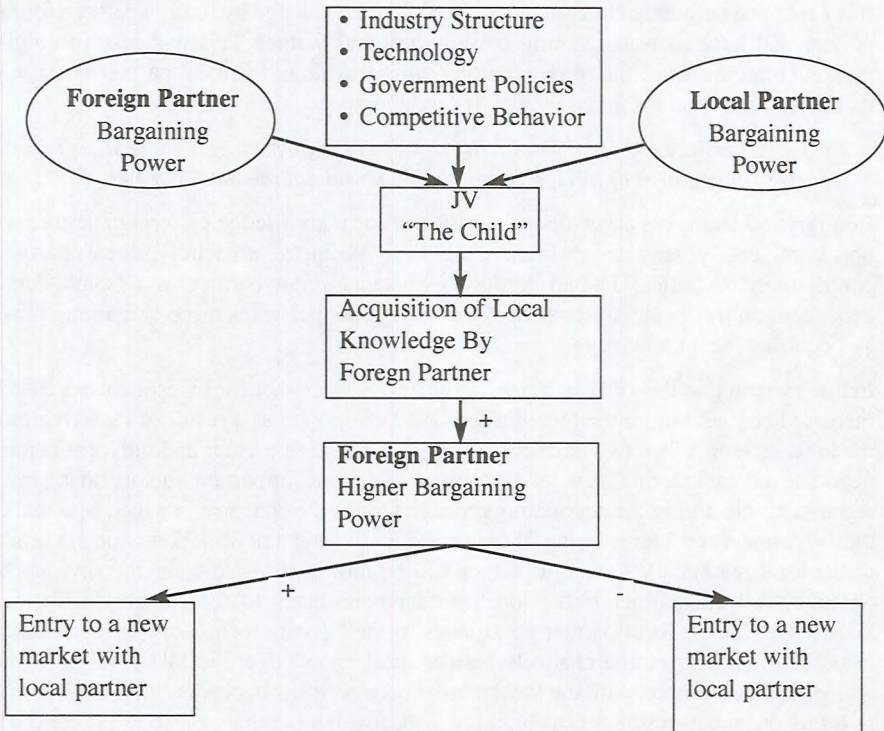 • Industry Structure
• Technology
• Government Policies
• Competitive Behavior
Foreign Partner
Bargaining
Power
Local Partner
Bargaining
Power
JV
“The Child”
Acquisition of Local
Knowledge By
Foregn Partner
+
Foreign Partner
Higher Bargaining
Power
+
-
Entry to a new
market with
local partner
Entry to a new
market with
local partner